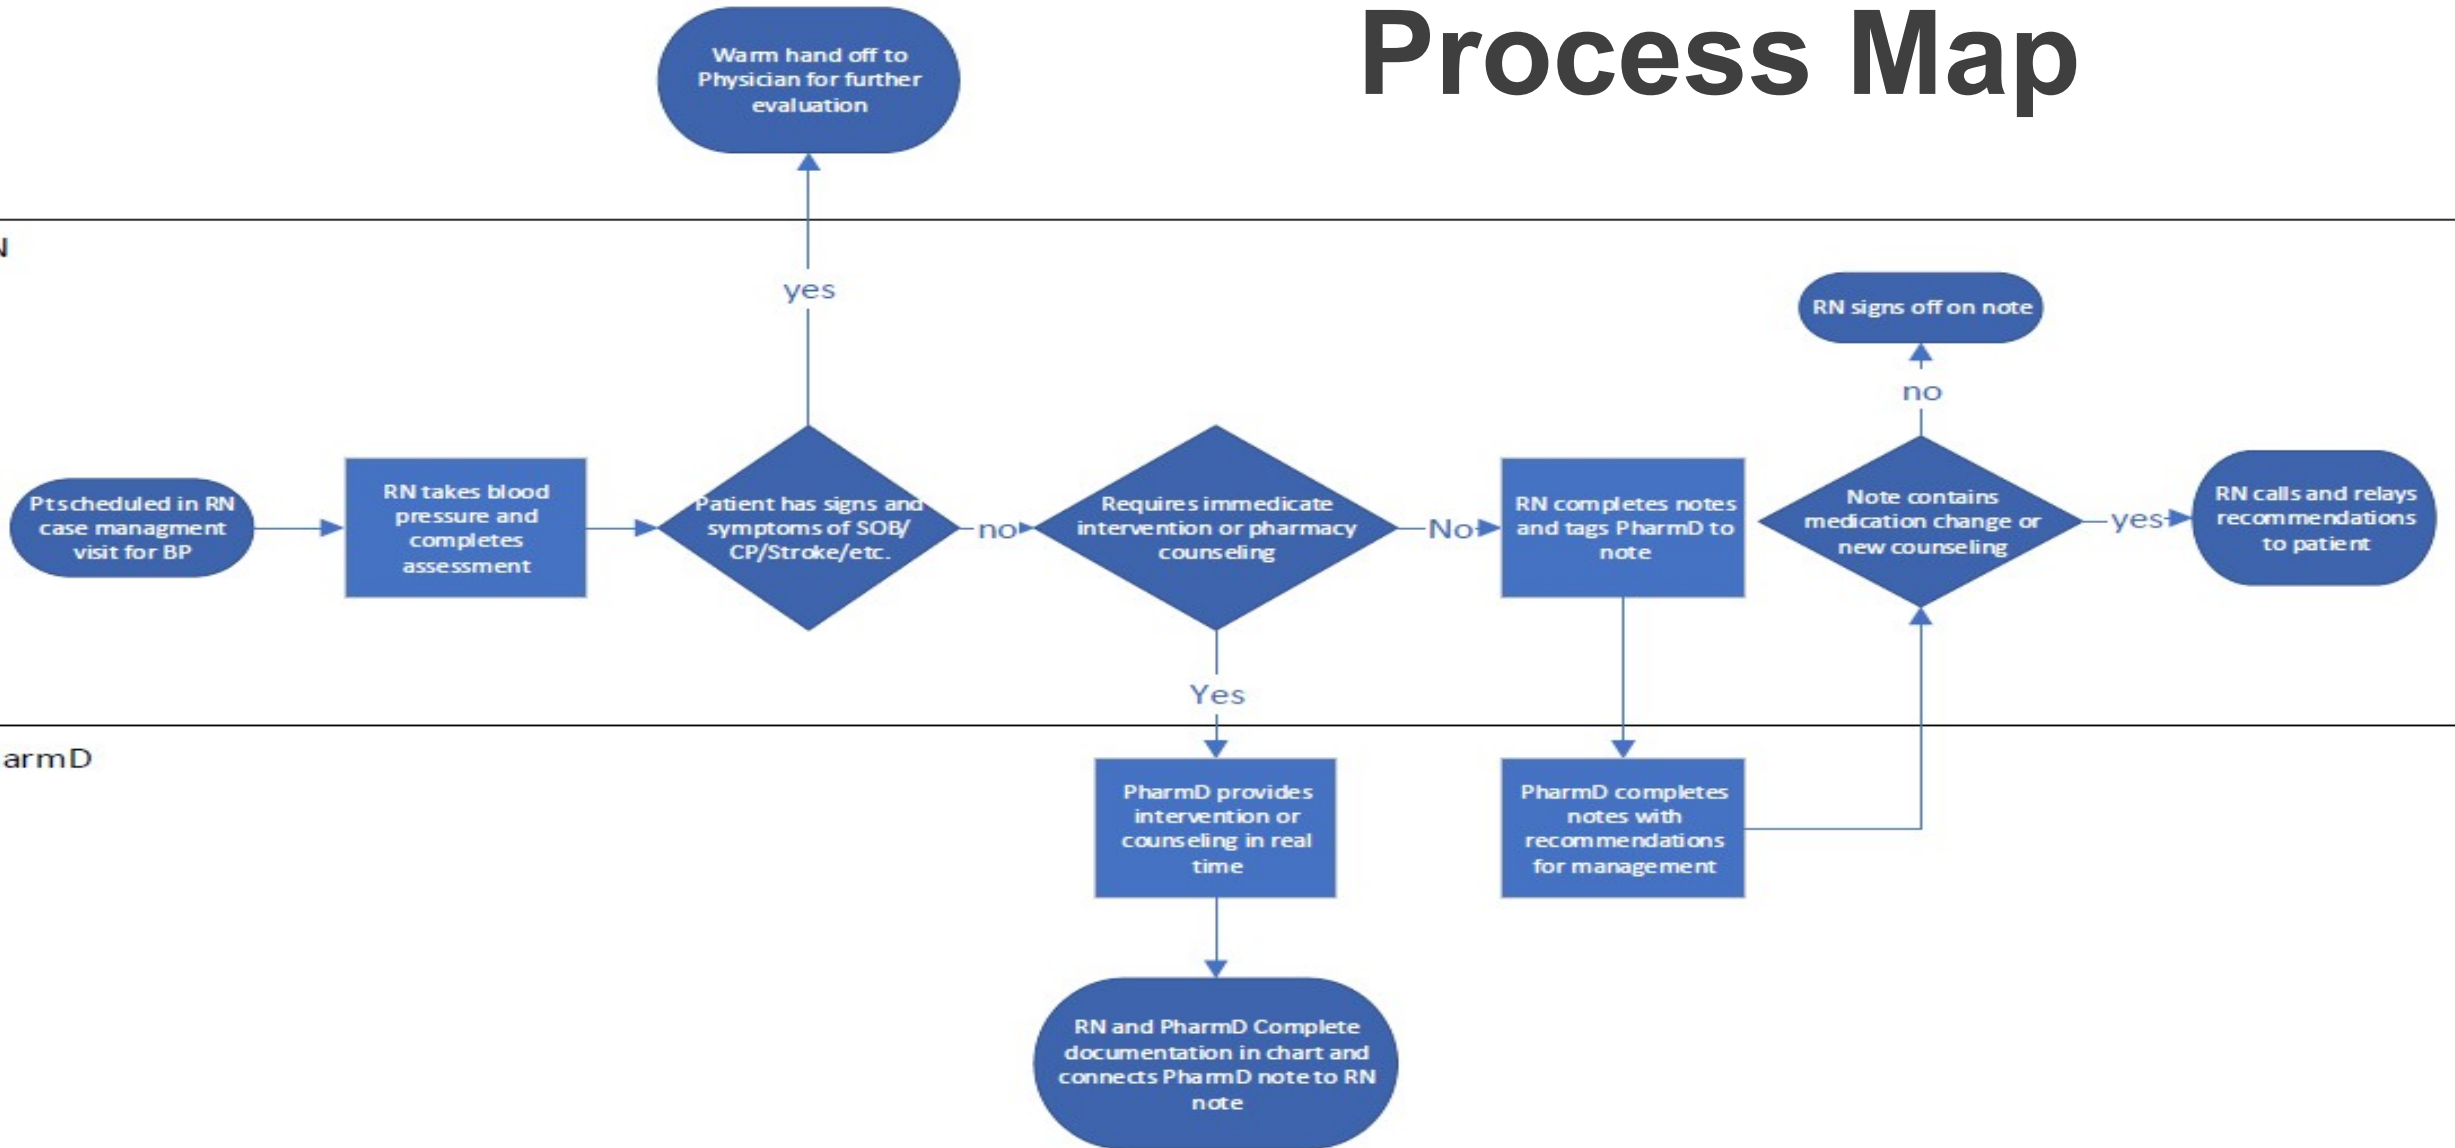 Process Map
Warm hand off to
Physician for further
evaluation
N
yes
RN signs off on note
no
Pt scheduled in RN
case managment
visit for BP
RN takes blood
pressure and
completes
assessment
Patient has signs and
symptoms of SOB/
CP/Stroke/etc.
no
Requires immedicate
intervention or pharmacy
counseling
No
RN completes notes
and tags PharmD to
note
Note contains
medication change or
new counseling
yes
RN calls and relays
recommendations
to patient
Yes
armD
PharmD provides
intervention or
counseling in real
time
PharmD completes
notes with
recommendations
for management
RN and PharmD Complete
documentation in chart and
connects PharmD note to RN
note